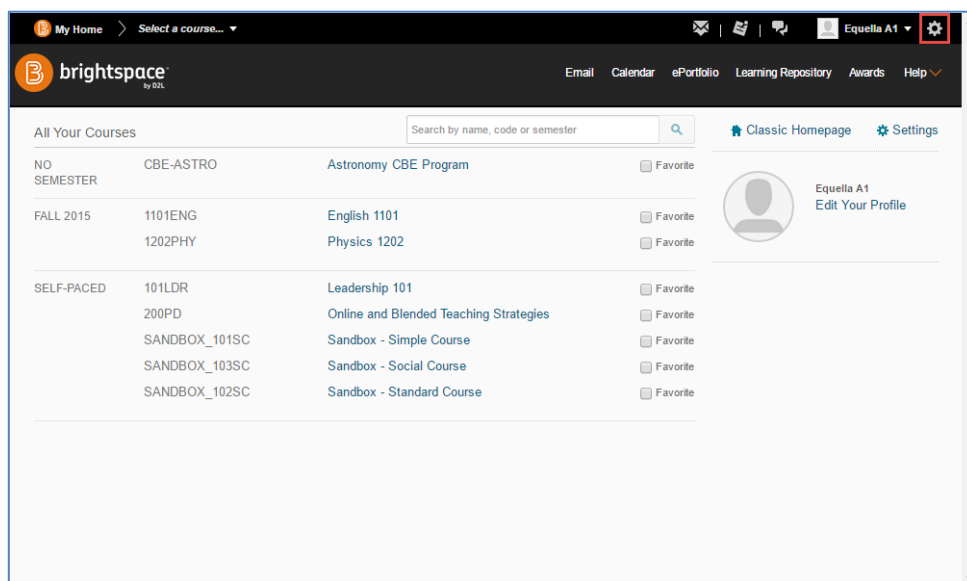 My Home Select a course... Equella A1
brightspace
by D2L
Email Calendar ePortfolio Learning Repository Awards Help
All Your Courses
Search by name, code or semester
Classic Homepage Settings
NO SEMESTER CBE-ASTRO Astronomy CBE Program Favorite
Equella A1
Edit Your Profile
FALL 2015 1101ENG English 1101 Favorite
1202PHY Physics 1202 Favorite
SELF-PACED 101LDR Leadership 101 Favorite
200PD Online and Blended Teaching Strategies Favorite
SANDBOX_101SC Sandbox - Simple Course Favorite
SANDBOX_103SC Sandbox - Social Course Favorite
SANDBOX_102SC Sandbox - Standard Course Favorite